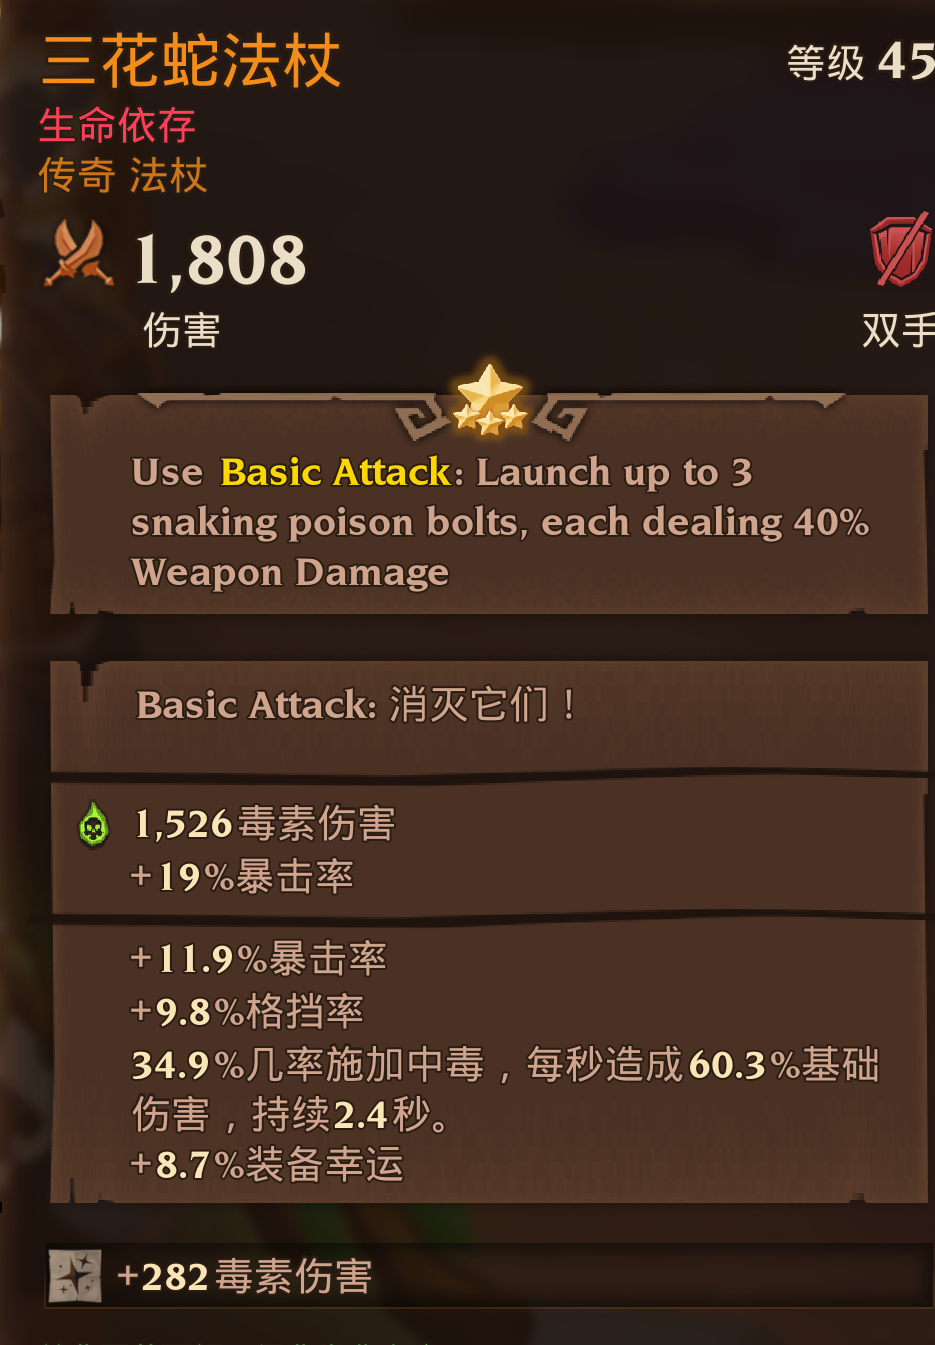 三花蛇法杖
等级 45
生命依存
传奇 法杖
1,808
伤害
双手
Use Basic Attack: Launch up to 3
snaking poison bolts, each dealing 40%
Weapon Damage
Basic Attack: 消灭它们！
1,526毒素伤害
+19%暴击率
+11.9%暴击率
+9.8%格挡率
34.9%几率施加中毒，每秒造成60.3%基础
伤害，持续2.4秒。
+8.7%装备幸运
+282毒素伤害